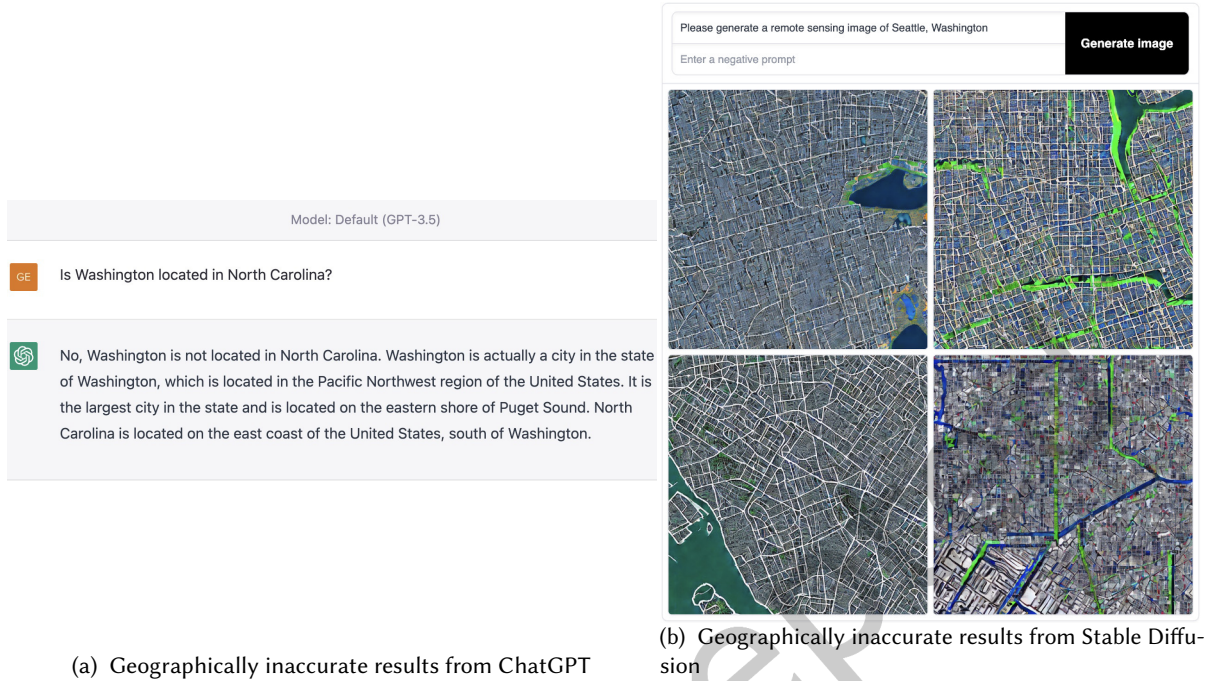 Model: Default (GPT-3.5)
GE
Is Washington located in North Carolina?
No, Washington is not located in North Carolina. Washington is actually a city in the state
of Washington, which is located in the Pacific Northwest region of the United States. It is
the largest city in the state and is located on the eastern shore of Puget Sound. North
Carolina is located on the east coast of the United States, south of Washington.
(a) Geographically inaccurate results from ChatGPT
Please generate a remote sensing image of Seattle, Washington
Enter a negative prompt
Generate image
(b) Geographically inaccurate results from Stable Diffu-
sion